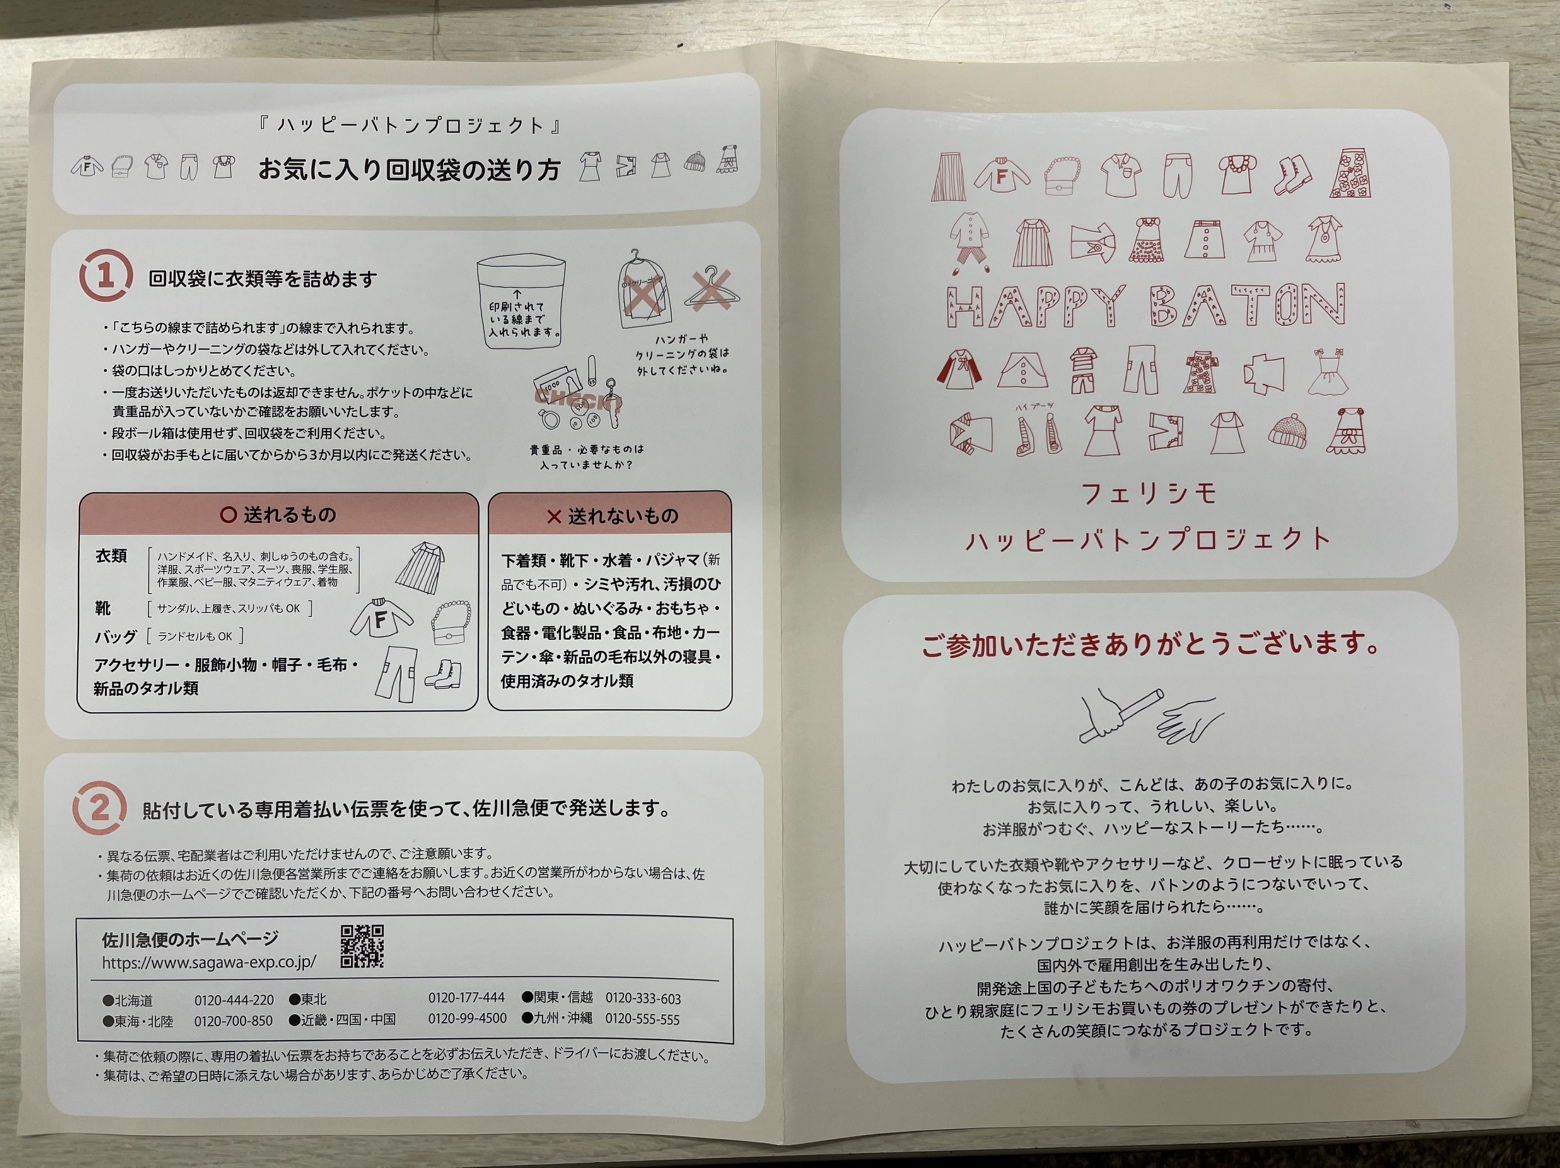 『ハッピーバトンプロジェクト』
お気に入り回収袋の送り方
F
1 回収袋に衣類等を詰めます
・「こちらの線まで詰められます」の線まで入れられます。
・ハンガーやクリーニングの袋などは外して入れてください。
・袋の口はしっかりとめてください。
・一度お送りいただいたものは返却できません。ポケットの中などに
貴重品が入っていないかご確認をお願いいたします。
・段ボール箱は使用せず、回収袋をご利用ください。
・回収袋がお手もとに届いてからから3か月以内にご発送ください。
↑
印刷されて
いる線まで
入れられます。
クリーニング
ハンガーや
クリーニングの袋は
外してくださいね。
CHECK?
貴重品・必要なものは
入っていませんか?
○ 送れるもの
衣類
ハンドメイド、名入り、刺しゅうのもの含む。
洋服、スポーツウェア、スーツ、喪服、学生服、
作業服、ベビー服、マタニティウェア、着物
靴 [ サンダル、上履き、スリッパも OK ]
バッグ [ ランドセルも OK ]
アクセサリー・服飾小物・帽子・毛布・
新品のタオル類
F
× 送れないもの
下着類・靴下・水着・パジャマ(新
品でも不可)・シミや汚れ、汚損のひ
どいもの・ぬいぐるみ・おもちゃ・
食器・電化製品・食品・布地・カー
テン・傘・新品の毛布以外の寝具・
使用済みのタオル類
2 貼付している専用着払い伝票を使って、佐川急便で発送します。
・異なる伝票、宅配業者はご利用いただけませんので、ご注意願います。
・集荷の依頼はお近くの佐川急便各営業所までご連絡をお願いします。お近くの営業所がわからない場合は、佐
川急便のホームページでご確認いただくか、下記の番号へお問い合わせください。
佐川急便のホームページ
https://www.sagawa-exp.co.jp/
●北海道 0120-444-220 ●東北 0120-177-444 ●関東・信越 0120-333-603
●東海・北陸 0120-700-850 ●近畿・四国・中国 0120-99-4500 ●九州・沖縄 0120-555-555
・集荷ご依頼の際に、専用の着払い伝票をお持ちであることを必ずお伝えいただき、ドライバーにお渡しください。
・集荷は、ご希望の日時に添えない場合があります、あらかじめご了承ください。
F
HAPPY BATON
ハイブーツ
フェリシモ
ハッピーバトンプロジェクト
ご参加いただきありがとうございます。
わたしのお気に入りが、こんどは、あの子のお気に入りに。
お気に入りって、うれしい、楽しい。
お洋服がつむぐ、ハッピーなストーリーたち……。
大切にしていた衣類や靴やアクセサリーなど、クローゼットに眠っている
使わなくなったお気に入りを、バトンのようにつないでいって、
誰かに笑顔を届けられたら……。
ハッピーバトンプロジェクトは、お洋服の再利用だけではなく、
国内外で雇用創出を生み出したり、
開発途上国の子どもたちへのポリオワクチンの寄付、
ひとり親家庭にフェリシモお買いもの券のプレゼントができたりと、
たくさんの笑顔につながるプロジェクトです。